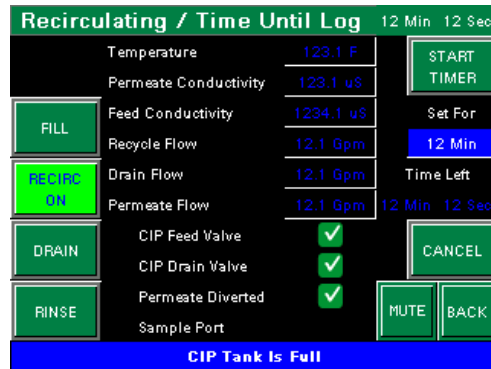 Recirculating / Time Until Log 12 Min 12 Sec
Temperature 123.1 F
START TIMER
Permeate Conductivity 123.1 uS
Feed Conductivity 1234.1 uS
Set For
FILL
Recycle Flow 12.1 Gpm
12 Min
RECIRC ON
Drain Flow 12.1 Gpm
Time Left
Permeate Flow 12.1 Gpm
12 Min 12 Sec
CIP Feed Valve
DRAIN
CANCEL
CIP Drain Valve
Permeate Diverted
RINSE
MUTE
BACK
Sample Port
CIP Tank Is Full